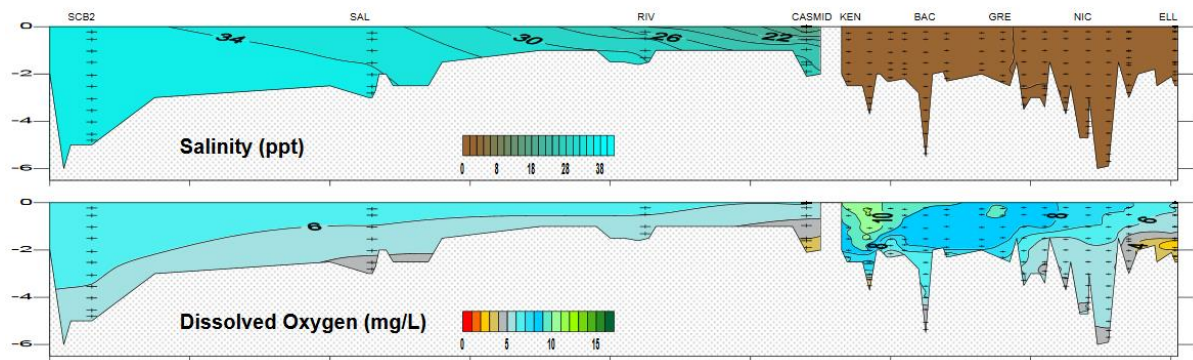 SCB2 SAL RIV CASMID KEN BAC GRE NIC ELL
0
34 30 26 22
-2
-4
Salinity (ppt)
-6
0 8 18 28 38
0
6 10 8 8 6 4
-2
-4
Dissolved Oxygen (mg/L)
-6
0 5 10 15